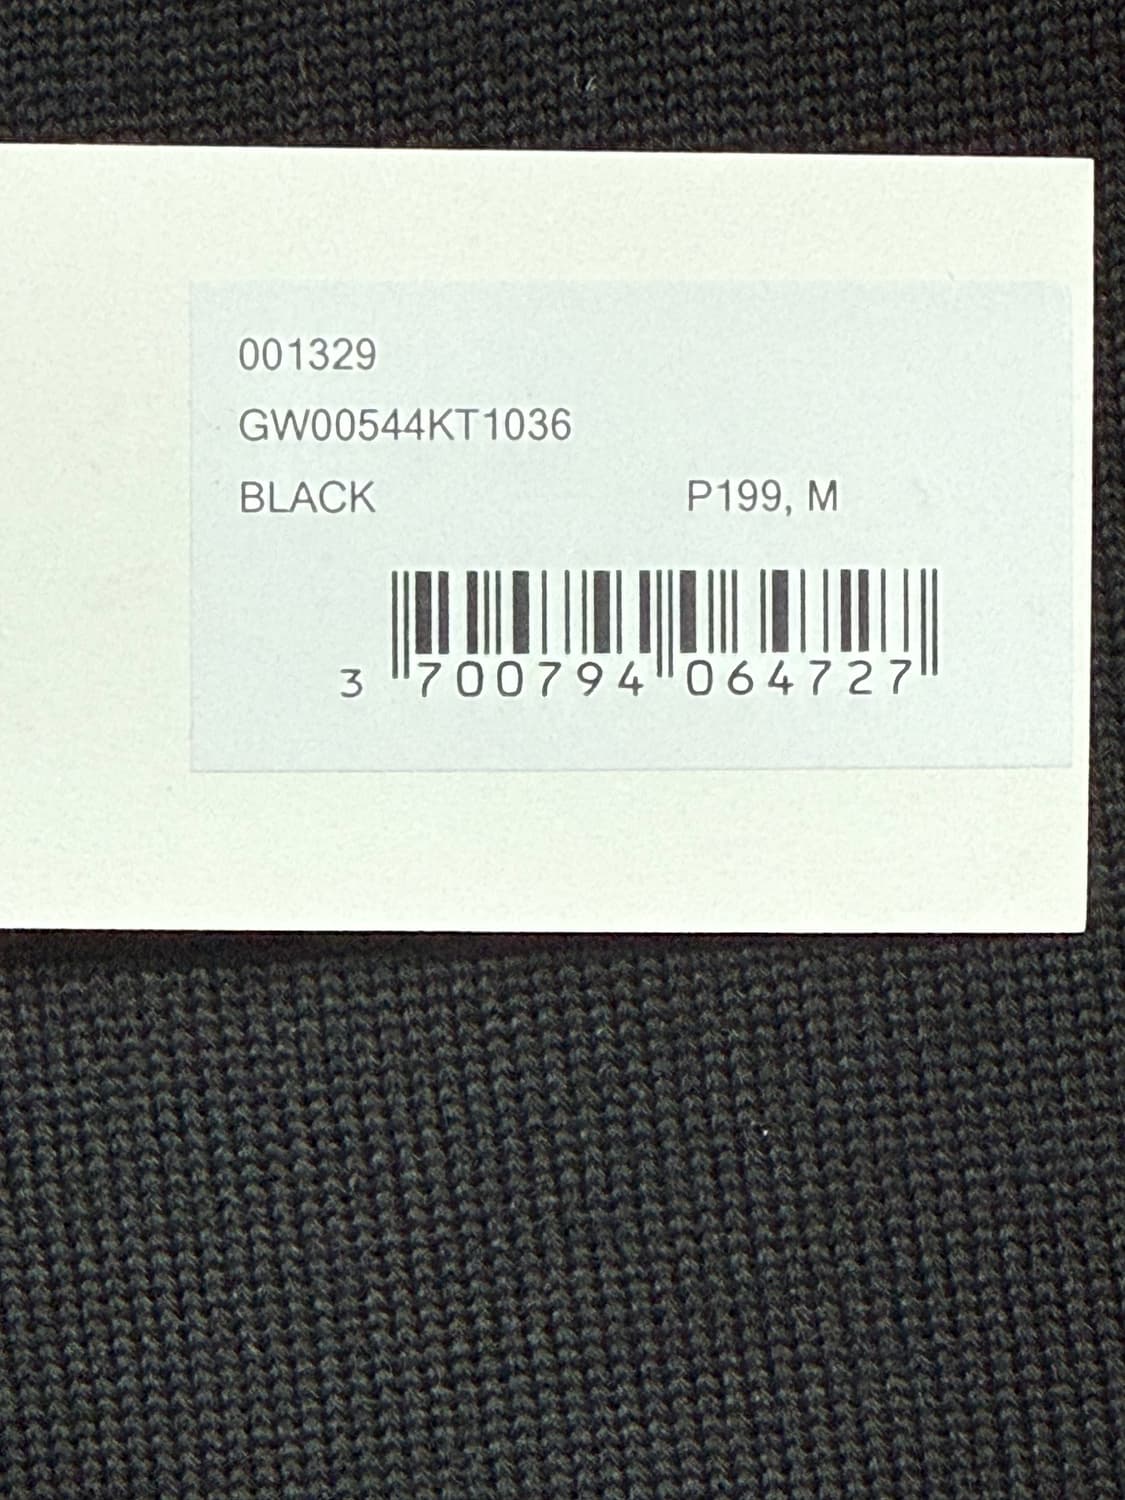 001329
GW00544KT1036
BLACK P199, M
3 700794 064727